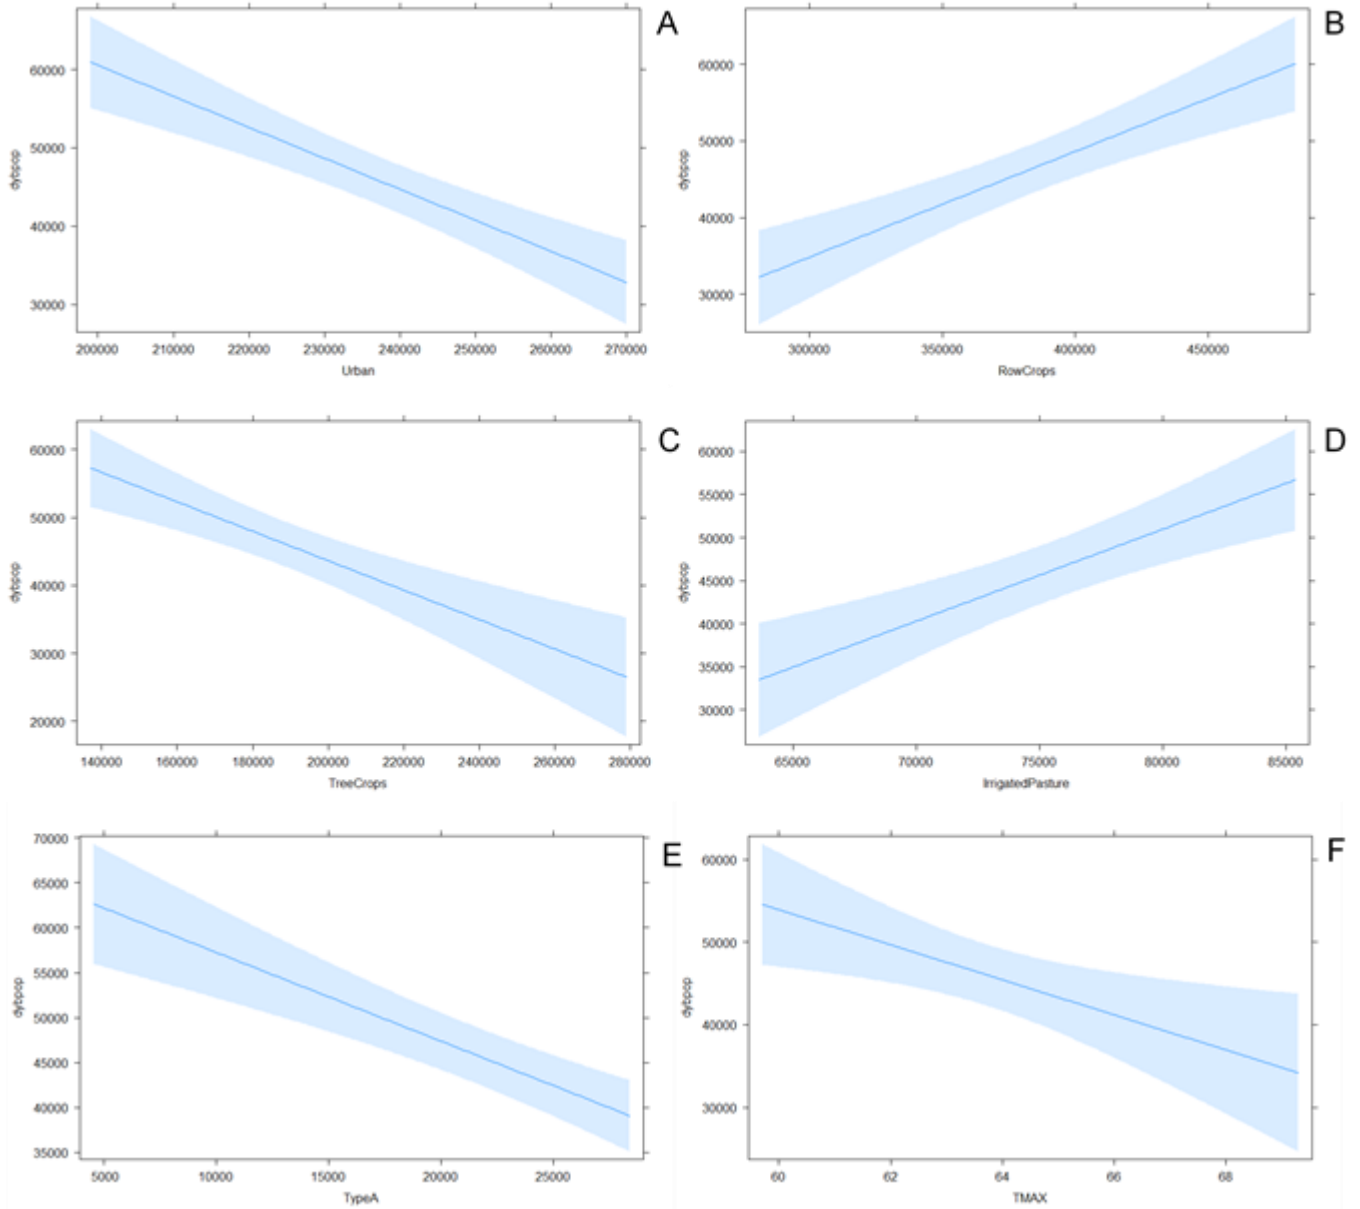 A
60000
50000
40000
30000
dybpop
200000 210000 220000 230000 240000 250000 260000 270000
Urban
B
60000
50000
40000
30000
dybpop
300000 350000 400000 450000
RowCrops
C
60000
50000
40000
30000
20000
dybpop
140000 160000 180000 200000 220000 240000 260000 280000
TreeCrops
D
60000
55000
50000
45000
40000
35000
30000
dybpop
65000 70000 75000 80000 85000
IrrigatedPasture
E
70000
65000
60000
55000
50000
45000
40000
35000
dybpop
5000 10000 15000 20000 25000
TypeA
F
60000
50000
40000
30000
dybpop
60 62 64 66 68
TMAX